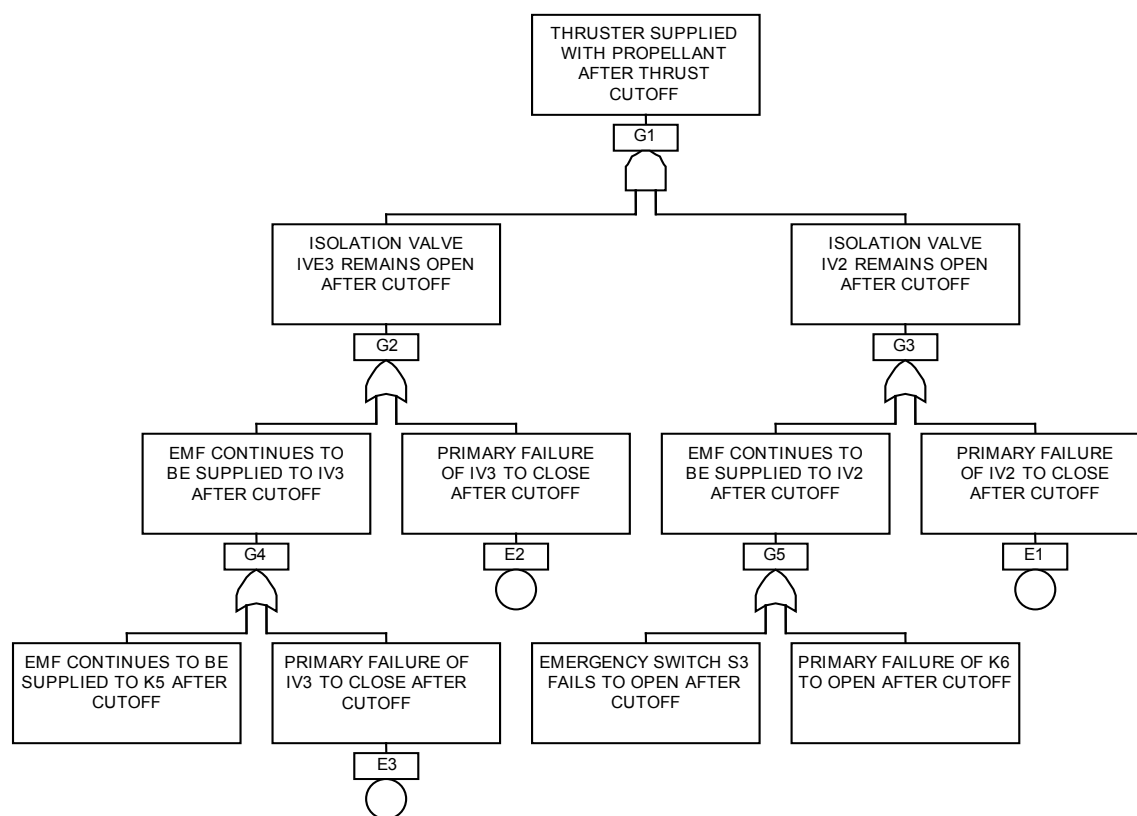 THRUSTER SUPPLIED
WITH PROPELLANT
AFTER THRUST
CUTOFF
G1
ISOLATION VALVE
IVE3 REMAINS OPEN
AFTER CUTOFF
ISOLATION VALVE
IV2 REMAINS OPEN
AFTER CUTOFF
G2
G3
EMF CONTINUES TO
BE SUPPLIED TO IV3
AFTER CUTOFF
PRIMARY FAILURE
OF IV3 TO CLOSE
AFTER CUTOFF
EMF CONTINUES TO
BE SUPPLIED TO IV2
AFTER CUTOFF
PRIMARY FAILURE
OF IV2 TO CLOSE
AFTER CUTOFF
G4
E2
G5
E1
EMF CONTINUES TO BE
SUPPLIED TO K5 AFTER
CUTOFF
PRIMARY FAILURE OF
IV3 TO CLOSE AFTER
CUTOFF
EMERGENCY SWITCH S3
FAILS TO OPEN AFTER
CUTOFF
PRIMARY FAILURE OF K6
TO OPEN AFTER CUTOFF
E3